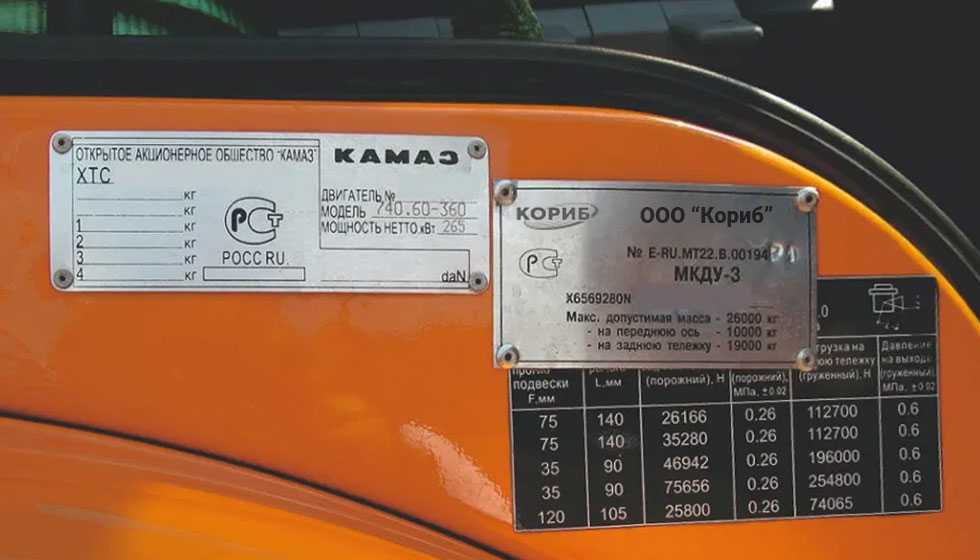 ОТКРЫТОЕ АКЦИОНЕРНОЕ ОБЩЕСТВО "КАМАЗ"
КАМАЗ
ХТС
кг
кг
1 кг
2 кг
3 кг
4 кг
РСТ
РОСС RU.
ДВИГАТЕЛЬ №
МОДЕЛЬ 740.60-360
МОЩНОСТЬ НЕТТО кВт 265
daN
КОРИБ
ООО "Кориб"
РСТ
№ E-RU.MT22.B.00194
МКДУ-3
X6569280N
Макс. допустимая масса - 26000 кг
- на переднюю ось - 10000 кг
- на заднюю тележку - 19000 кг
подвески F,мм
L,мм
(порожний), Н
(порожний), МПа, ±0.02
(груженный), Н
Давление на выходе (груженный) МПа, ±0.02
75 140 26166 0.26 112700 0.6
75 140 35280 0.26 112700 0.6
35 90 46942 0.26 196000 0.6
35 90 75656 0.26 254800 0.6
120 105 25800 0.26 74065 0.6